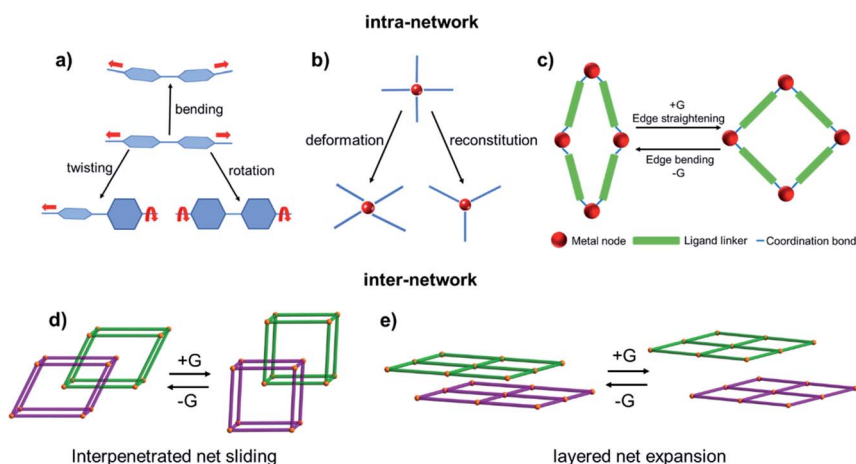 intra-network
a)
bending
twisting
rotation
b)
deformation
reconstitution
c)
+G
Edge straightening
Edge bending
-G
Metal node
Ligand linker
Coordination bond
inter-network
d)
+G
-G
Interpenetrated net sliding
e)
+G
-G
layered net expansion